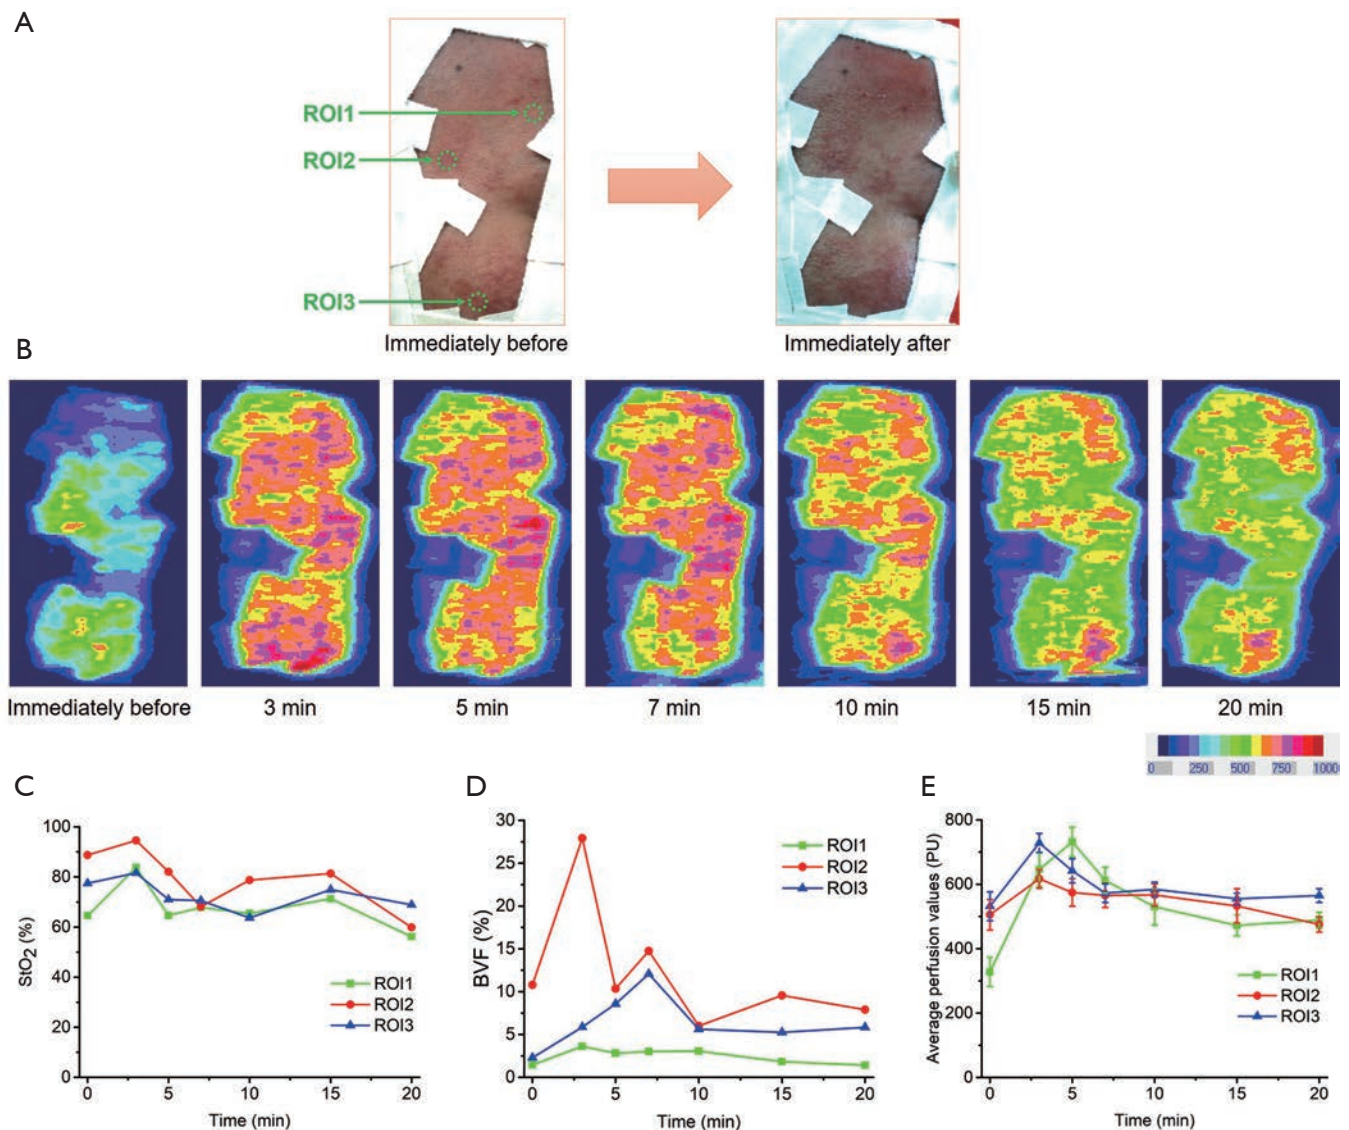 A
ROI1
ROI2
ROI3
Immediately before
Immediately after
B
Immediately before
3 min
5 min
7 min
10 min
15 min
20 min
0 250 500 750 1000
C
100
80
60
40
20
0
StO2 (%)
ROI1
ROI2
ROI3
0 5 10 15 20
Time (min)
D
30
25
20
15
10
5
0
BVF (%)
ROI1
ROI2
ROI3
0 5 10 15 20
Time (min)
E
800
600
400
200
0
Average perfusion values (PU)
ROI1
ROI2
ROI3
0 5 10 15 20
Time (min)